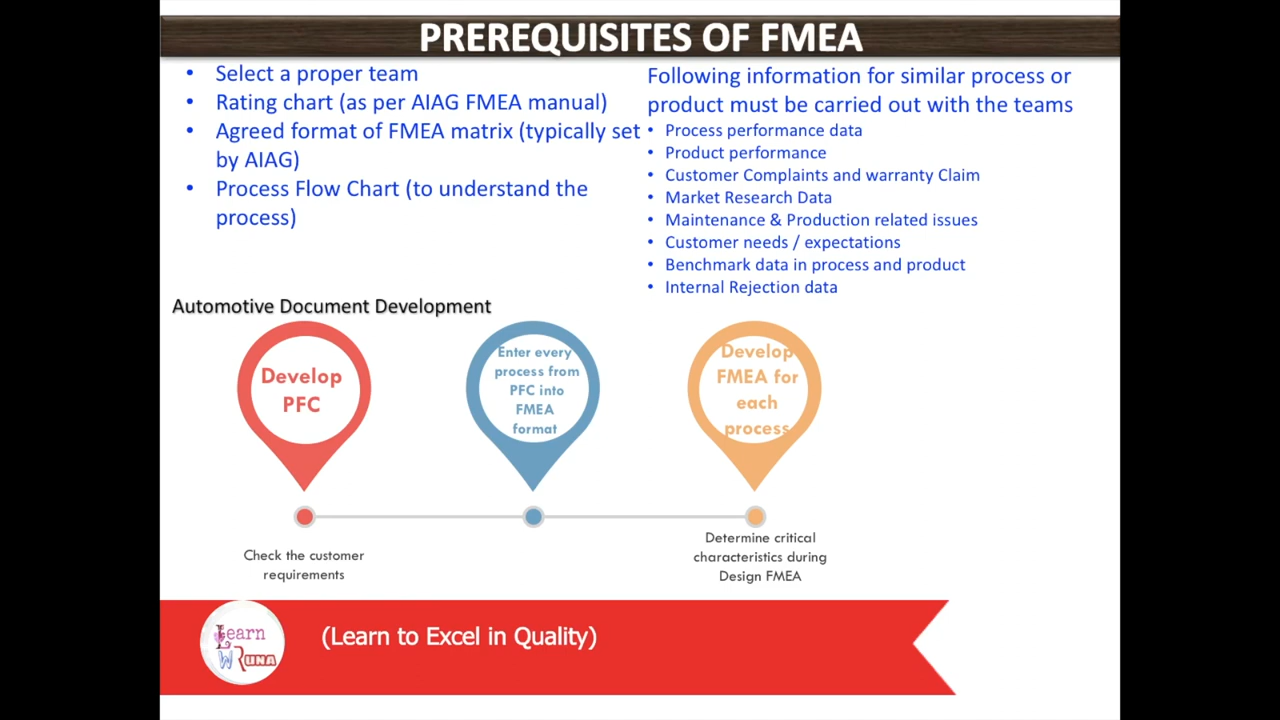 PREREQUISITES OF FMEA
• Select a proper team
• Rating chart (as per AIAG FMEA manual)
• Agreed format of FMEA matrix (typically set
by AIAG)
• Process Flow Chart (to understand the
process)
Following information for similar process or
product must be carried out with the teams
• Process performance data
• Product performance
• Customer Complaints and warranty Claim
• Market Research Data
• Maintenance & Production related issues
• Customer needs / expectations
• Benchmark data in process and product
• Internal Rejection data
Automotive Document Development
Develop
PFC
Enter every
process from
PFC into
FMEA
format
Develop
FMEA for
each
process
Check the customer
requirements
Determine critical
characteristics during
Design FMEA
Learn
W RUNA
(Learn to Excel in Quality)